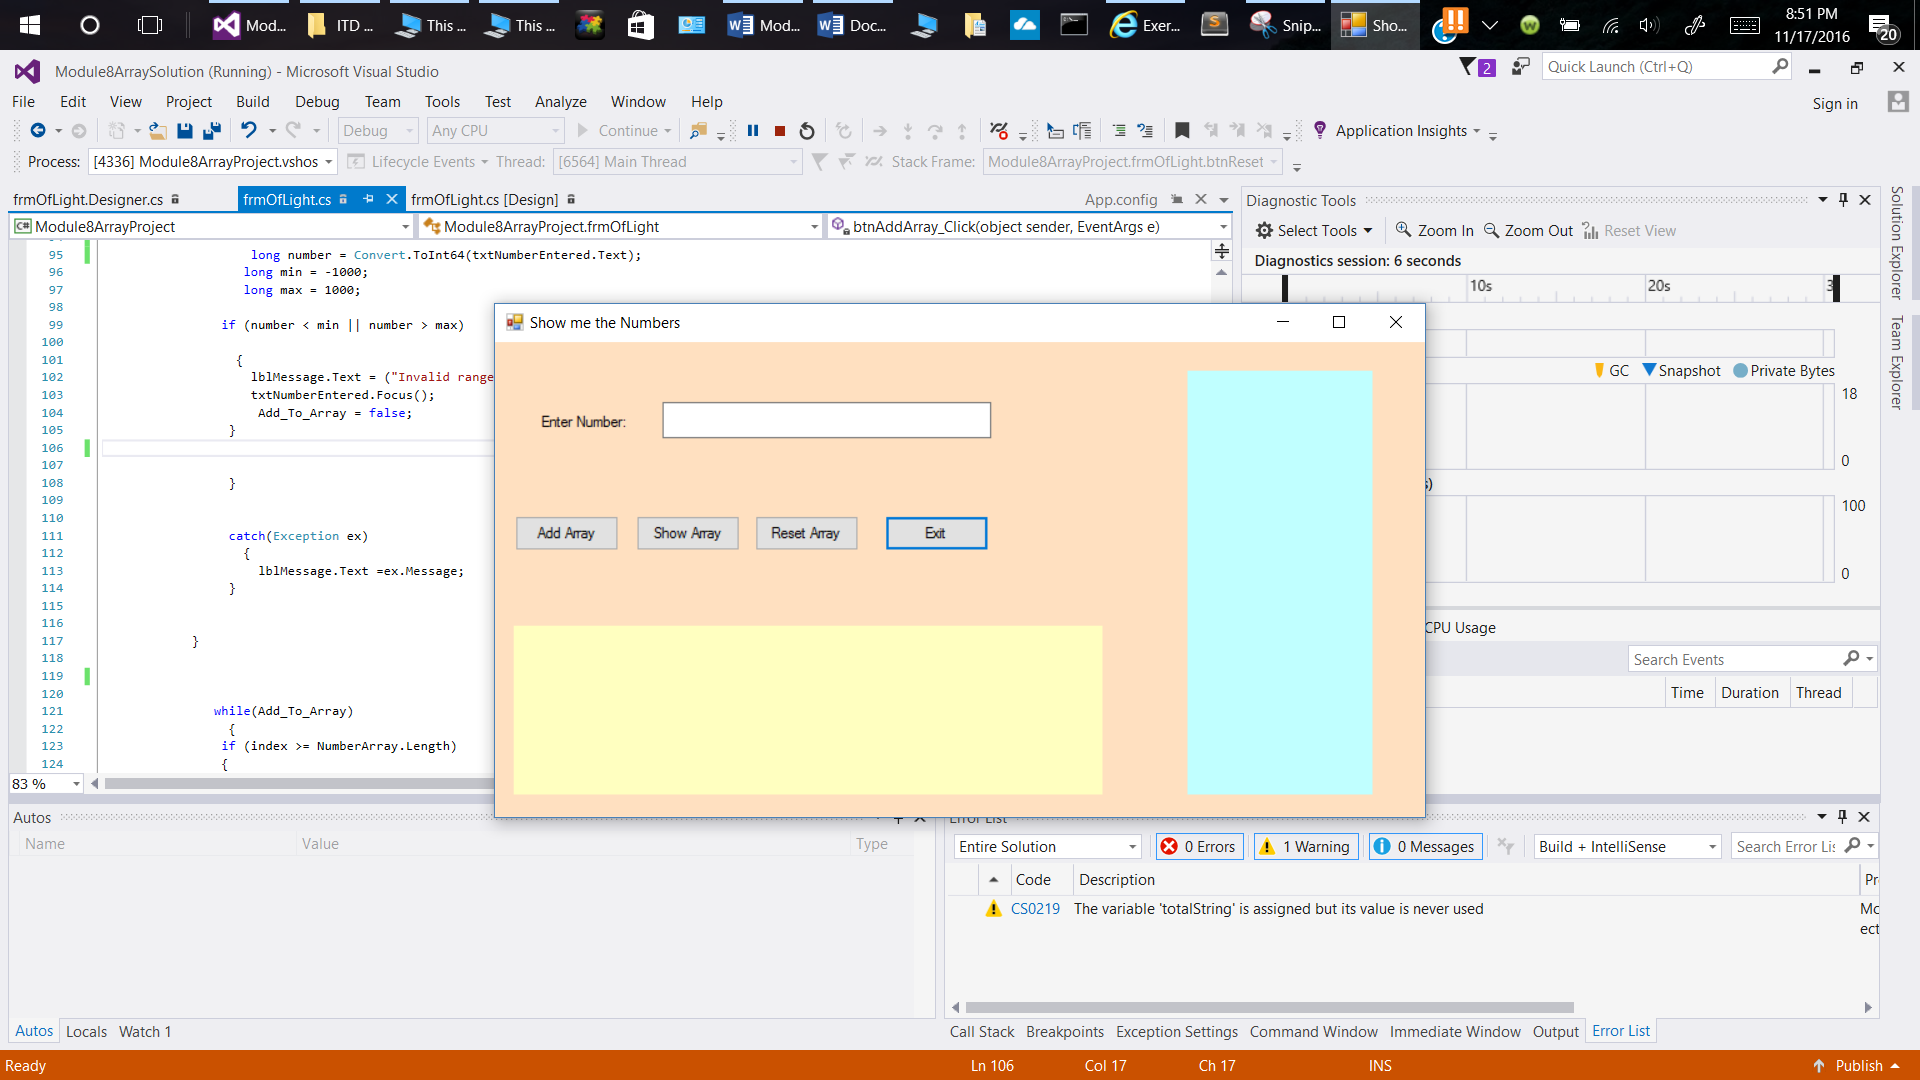 Mod...
ITD ...
This ...
This ...
Mod...
Doc...
Exer...
Snip...
Sho...
8:51 PM
11/17/2016
20
Module8ArraySolution (Running) - Microsoft Visual Studio
2
Quick Launch (Ctrl+Q)
File Edit View Project Build Debug Team Tools Test Analyze Window Help
Sign in
Debug
Any CPU
Continue
Application Insights
Process: [4336] Module8ArrayProject.vshos
Lifecycle Events
Thread: [6564] Main Thread
Stack Frame: Module8ArrayProject.frmOfLight.btnReset
frmOfLight.Designer.cs
frmOfLight.cs
frmOfLight.cs [Design]
App.config
Module8ArrayProject
Module8ArrayProject.frmOfLight
btnAddArray_Click(object sender, EventArgs e)
95 long number = Convert.ToInt64(txtNumberEntered.Text);
96 long min = -1000;
97 long max = 1000;
98
99 if (number < min || number > max)
100
101 {
102 lblMessage.Text = ("Invalid range
103 txtNumberEntered.Focus();
104 Add_To_Array = false;
105 }
106
107
108 }
109
110
111 catch(Exception ex)
112 {
113 lblMessage.Text =ex.Message;
114 }
115
116
117 }
118
119
120
121 while(Add_To_Array)
122 {
123 if (index >= NumberArray.Length)
124 {
83 %
Show me the Numbers
Enter Number:
Add Array
Show Array
Reset Array
Exit
Diagnostic Tools
Select Tools
Zoom In
Zoom Out
Reset View
Diagnostics session: 6 seconds
10s
20s
3
GC
Snapshot
Private Bytes
18
0
s)
100
0
CPU Usage
Search Events
Time Duration Thread
Solution Explorer
Team Explorer
Autos
Name Value Type
Autos Locals Watch 1
Error List
Entire Solution
0 Errors
1 Warning
0 Messages
Build + IntelliSense
Search Error Lis
Code Description Pr
CS0219 The variable 'totalString' is assigned but its value is never used
Mo
ect
Call Stack Breakpoints Exception Settings Command Window Immediate Window Output Error List
Ready
Ln 106
Col 17
Ch 17
INS
Publish